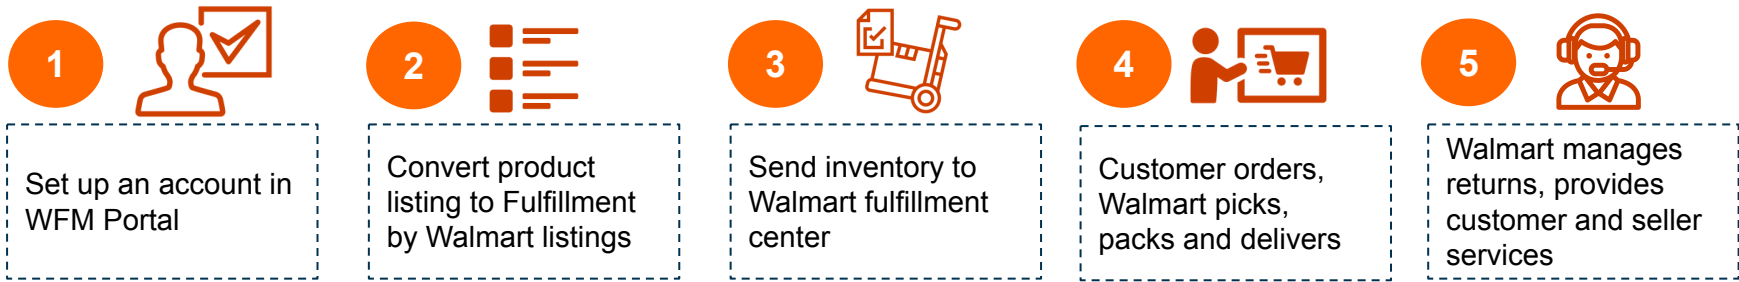 1
Set up an account in
WFM Portal
2
Convert product
listing to Fulfillment
by Walmart listings
3
Send inventory to
Walmart fulfillment
center
4
Customer orders,
Walmart picks,
packs and delivers
5
Walmart manages
returns, provides
customer and seller
services